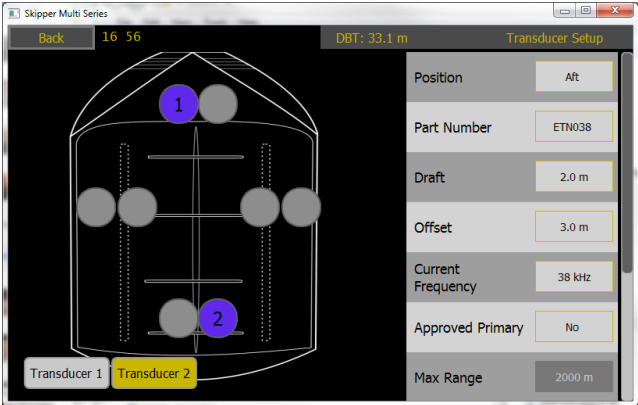 Skipper Multi Series
Back
16 56
DBT: 33.1 m
Transducer Setup
1
2
Transducer 1
Transducer 2
Position
Aft
Part Number
ETN038
Draft
2.0 m
Offset
3.0 m
Current
Frequency
38 kHz
Approved Primary
No
Max Range
2000 m